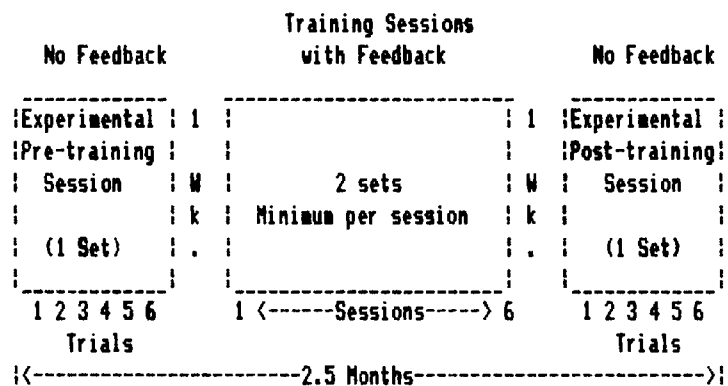 Training Sessions
No Feedback with Feedback No Feedback
Experimental 1 1 Experimental
Pre-training Post-training
Session W 2 sets W Session
k Minimum per session k
(1 Set) . . (1 Set)
1 2 3 4 5 6 1 <------Sessions-----> 6 1 2 3 4 5 6
Trials Trials
|<-----------------------2.5 Months-------------------------->|